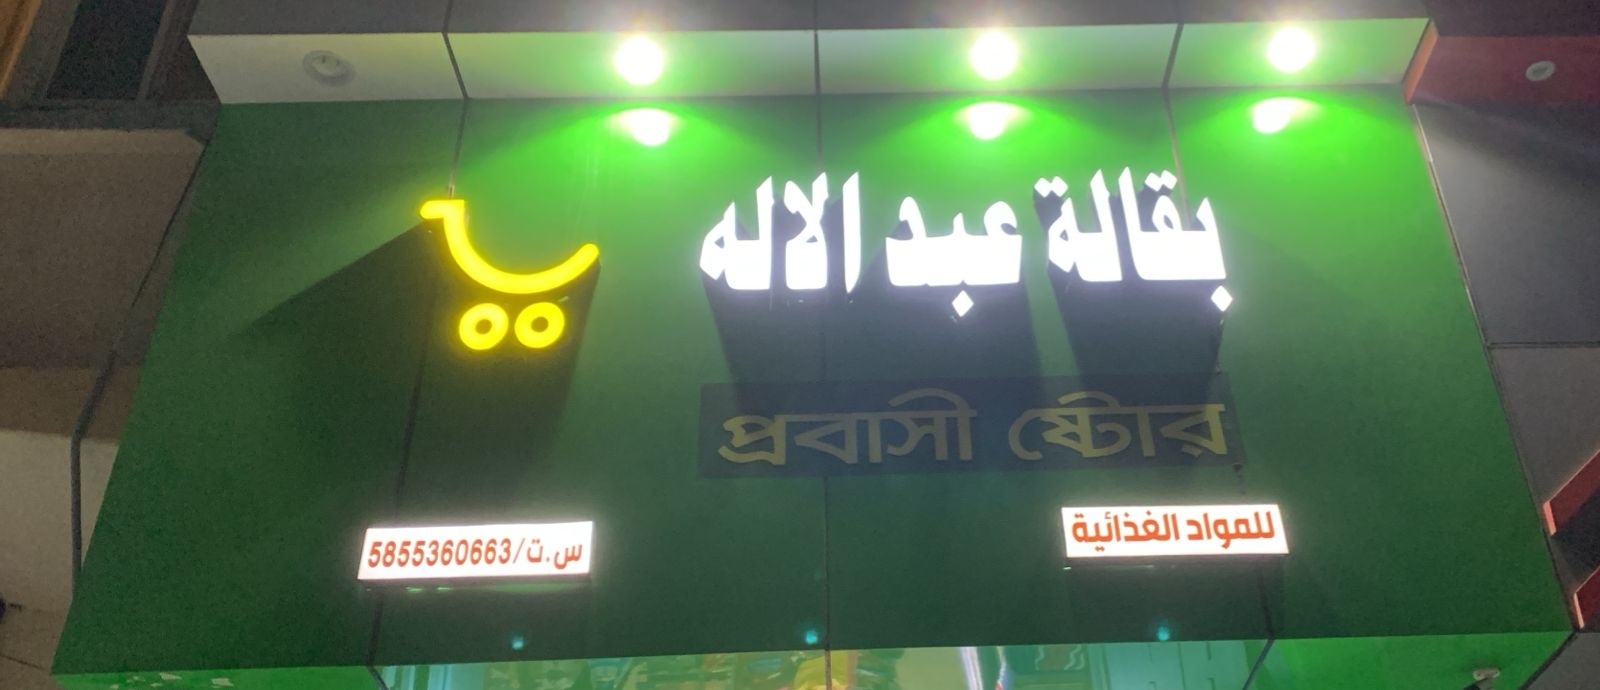 بقالة عبد الاله
প্রবাসী ষ্টোর
للمواد الغذائية
س.ت/5855360663